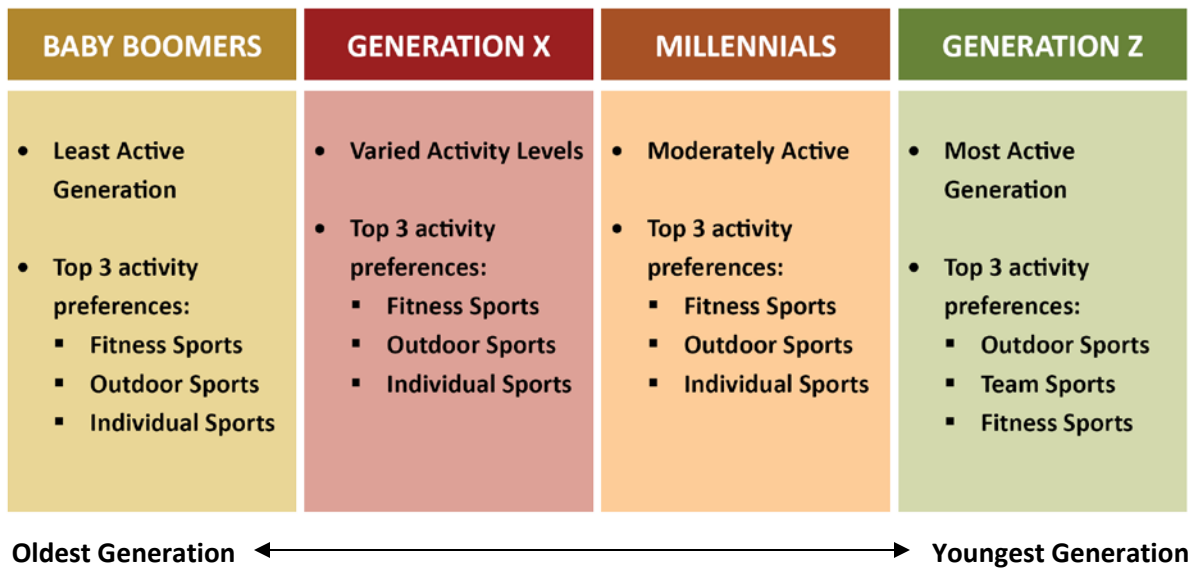 BABY BOOMERS
• Least Active
Generation
• Top 3 activity
preferences:
▪ Fitness Sports
▪ Outdoor Sports
▪ Individual Sports
GENERATION X
• Varied Activity Levels
• Top 3 activity
preferences:
▪ Fitness Sports
▪ Outdoor Sports
▪ Individual Sports
MILLENNIALS
• Moderately Active
• Top 3 activity
preferences:
▪ Fitness Sports
▪ Outdoor Sports
▪ Individual Sports
GENERATION Z
• Most Active
Generation
• Top 3 activity
preferences:
▪ Outdoor Sports
▪ Team Sports
▪ Fitness Sports
Oldest Generation
Youngest Generation